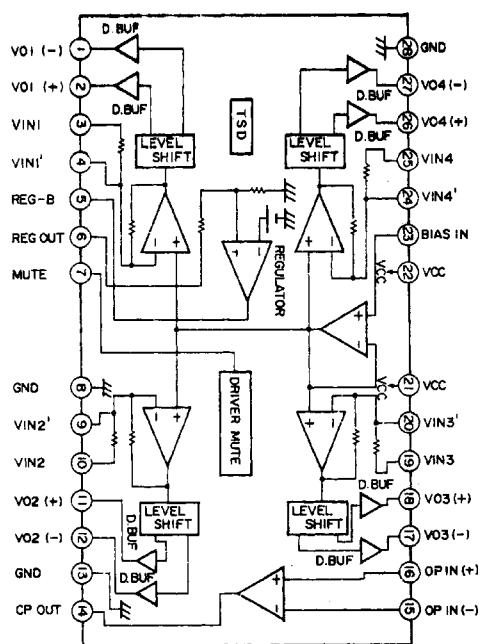 VO1 (-) 1 D.BUF 28 GND
VO1 (+) 2 D.BUF D.BUF 27 VO4 (-)
VIN1 3 TSD D.BUF 26 VO4 (+)
VIN1' 4 LEVEL SHIFT LEVEL SHIFT 25 VIN4
REG-B 5 24 VIN4'
REG OUT 6 + - - + + - REGULATOR 23 BIAS IN
MUTE 7 VCC 22 VCC
+ -
GND 8 VCC 21 VCC
VIN2' 9 - + DRIVER MUTE + - 20 VIN3'
VIN2 10 19 VIN3
VO2 (+) 11 LEVEL SHIFT D.BUF LEVEL SHIFT D.BUF 18 VO3 (+)
VO2 (-) 12 D.BUF D.BUF 17 VO3 (-)
GND 13 + 16 OP IN (+)
CP OUT 14 - 15 OP IN (-)